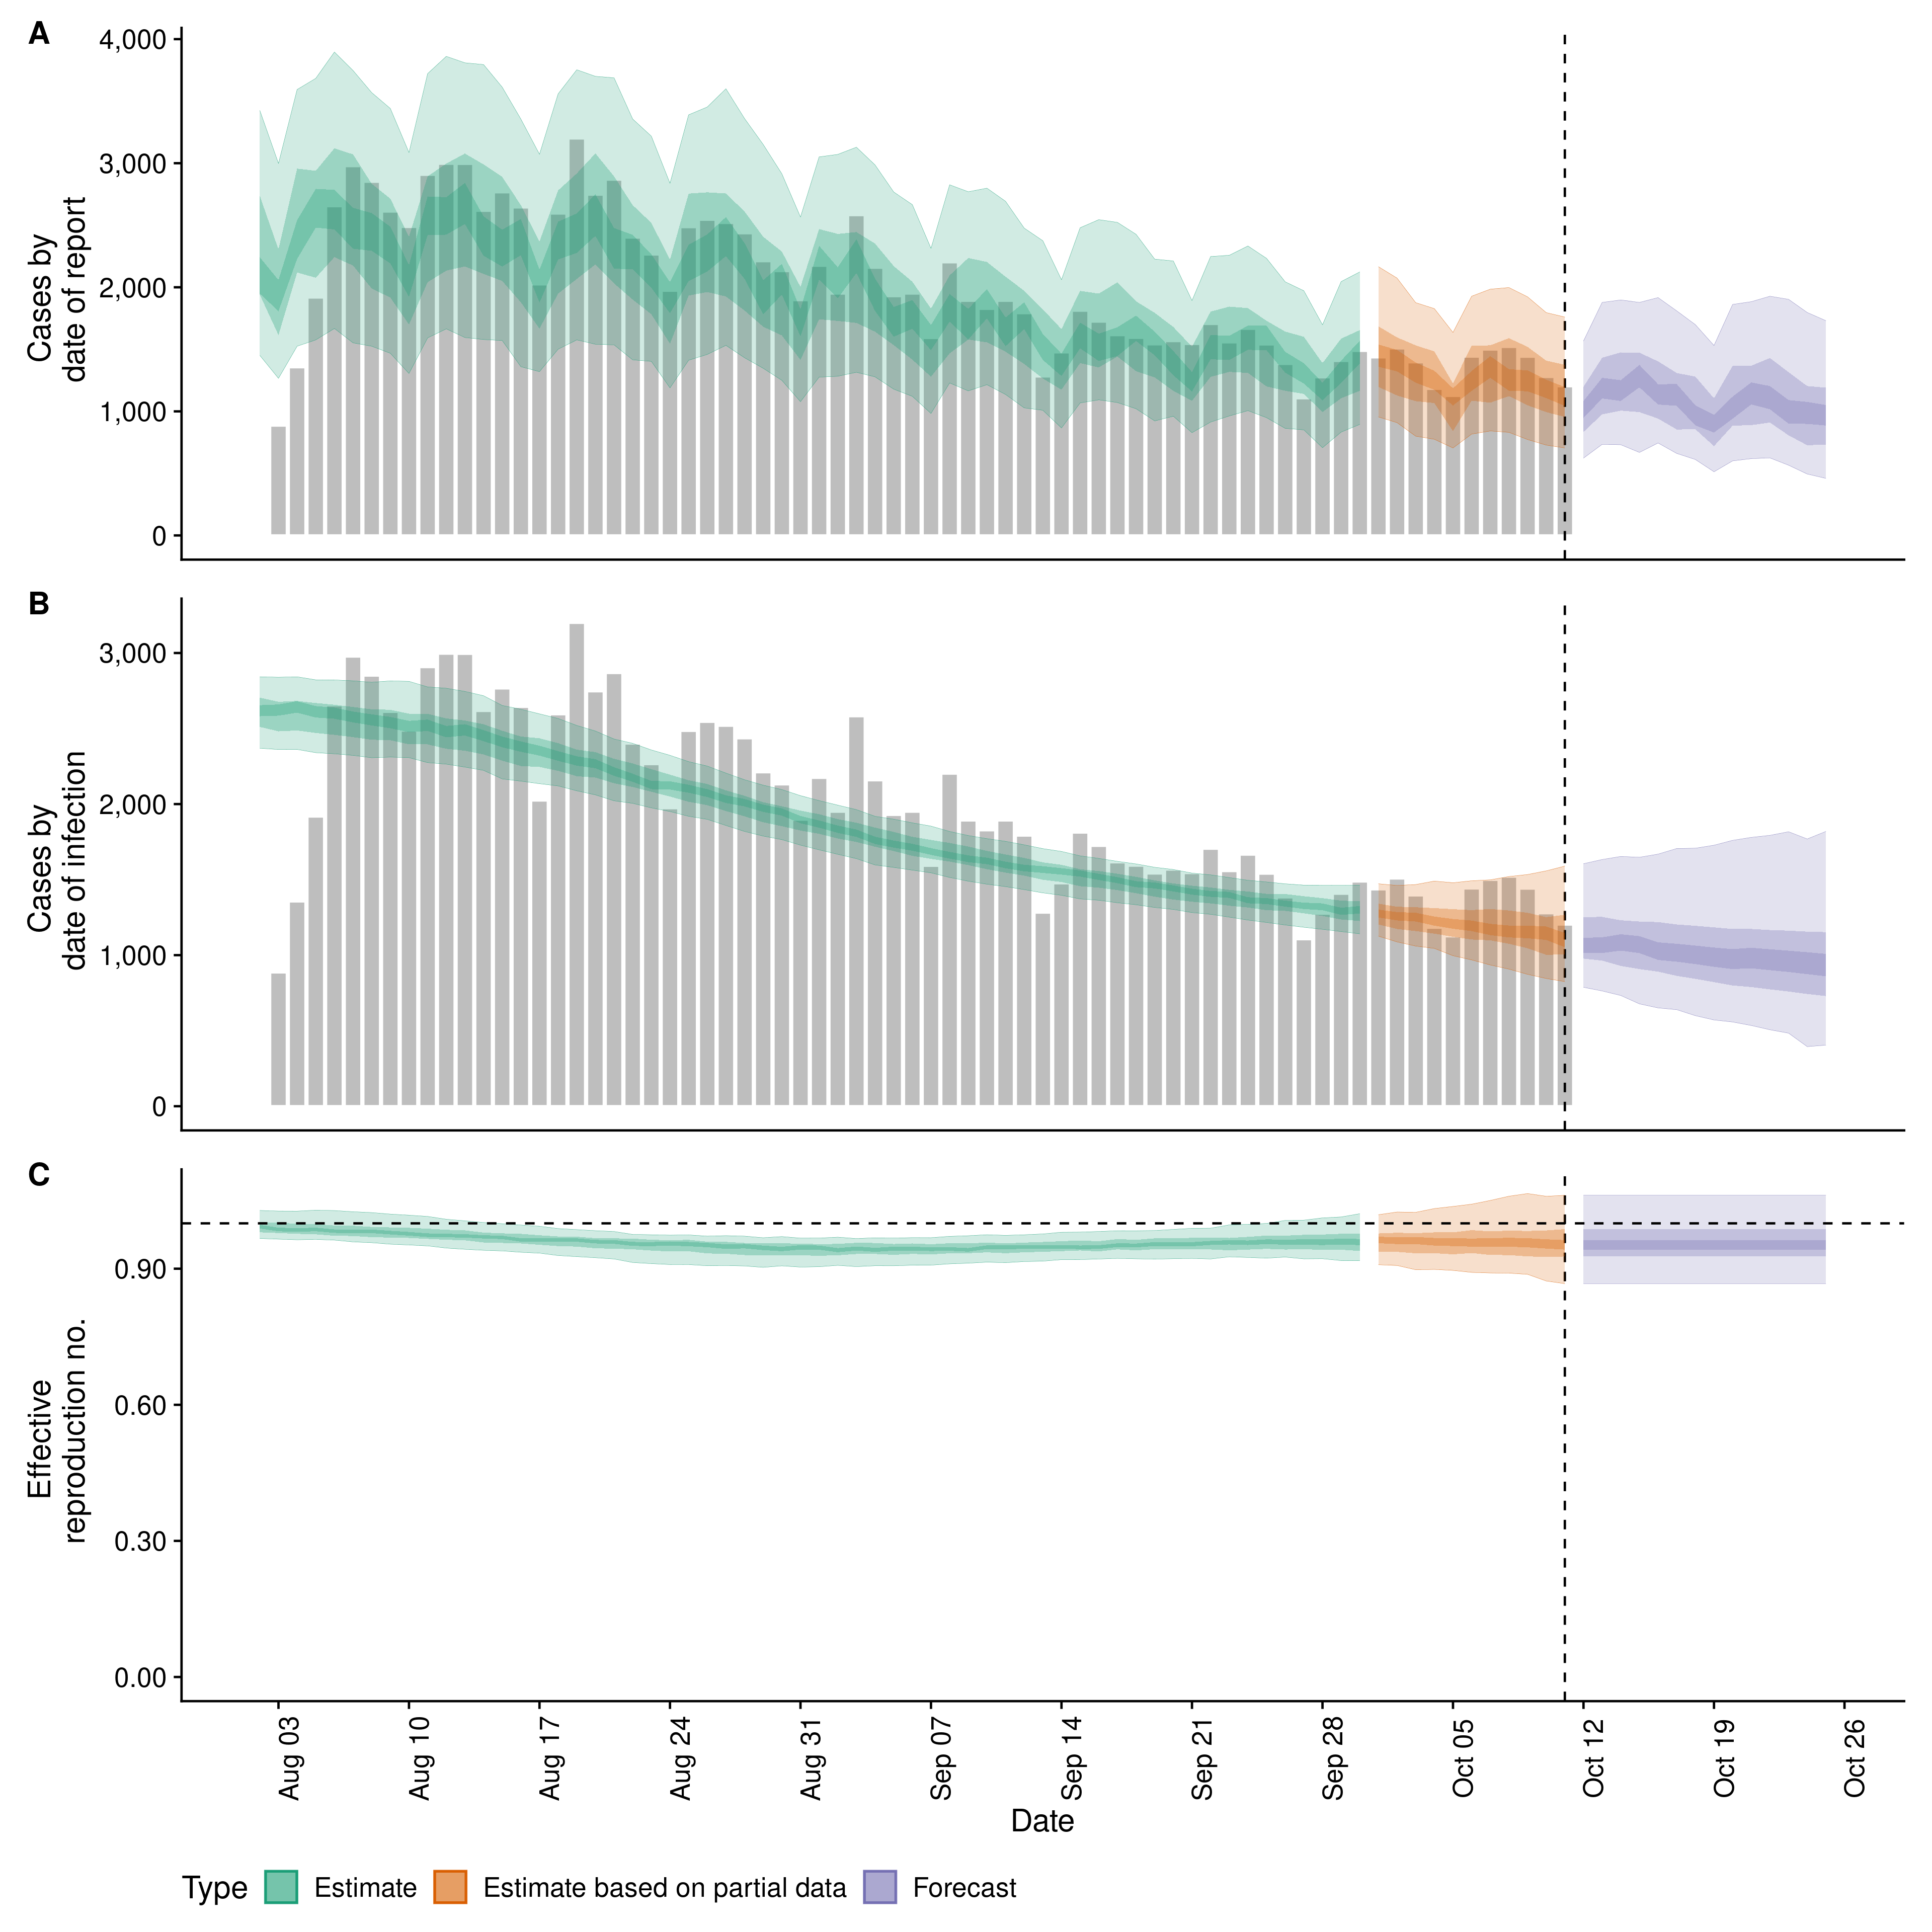 A
Cases by
date of report
4,000
3,000
2,000
1,000
0
B
Cases by
date of infection
3,000
2,000
1,000
0
C
Effective
reproduction no.
0.90
0.60
0.30
0.00
Aug 03
Aug 10
Aug 17
Aug 24
Aug 31
Sep 07
Sep 14
Sep 21
Sep 28
Oct 05
Oct 12
Oct 19
Oct 26
Date
Type Estimate Estimate based on partial data Forecast